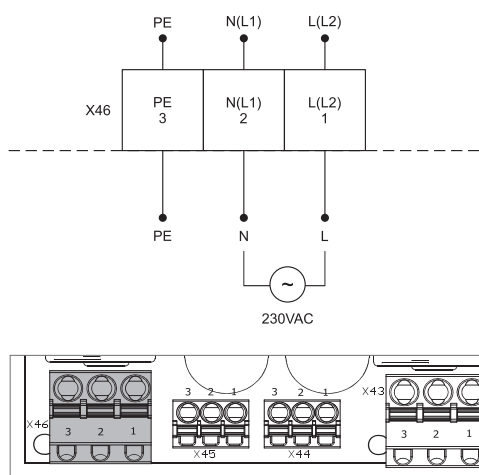 PE N(L1) L(L2)
X46
PE N(L1) L(L2)
3 2 1
PE N L
~
230VAC
3 2 1 3 2 1 X43
X46 3 2 1 3 2 1
X45 X44